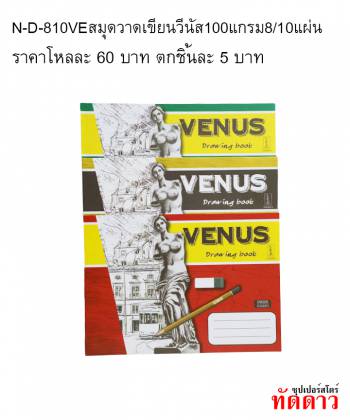 N-D-810VEสมุดวาดเขียนวีนัส100แกรม8/10แผ่น
ราคาโหลละ 60 บาท ตกชิ้นละ 5 บาท
VENUS
Drawing book
VENUS
Drawing book
VENUS
Drawing book
ซุปเปอร์สโตร์
ทัดดาว